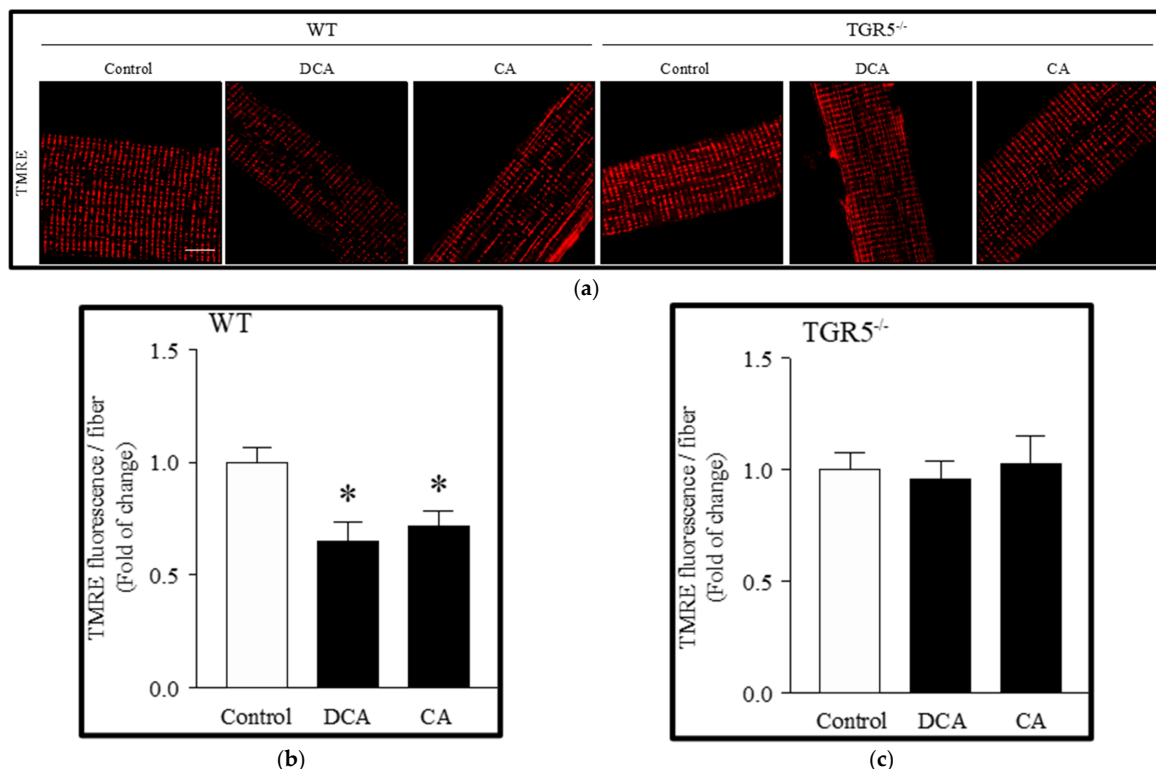 WT TGR5-/-
Control DCA CA Control DCA CA
TMRE
(a)
WT
TMRE fluorescence / fiber
(Fold of change)
1.5
1.0
0.5
0.0
* *
Control DCA CA
(b)
TGR5-/-
TMRE fluorescence / fiber
(Fold of change)
1.5
1.0
0.5
0.0
Control DCA CA
(c)